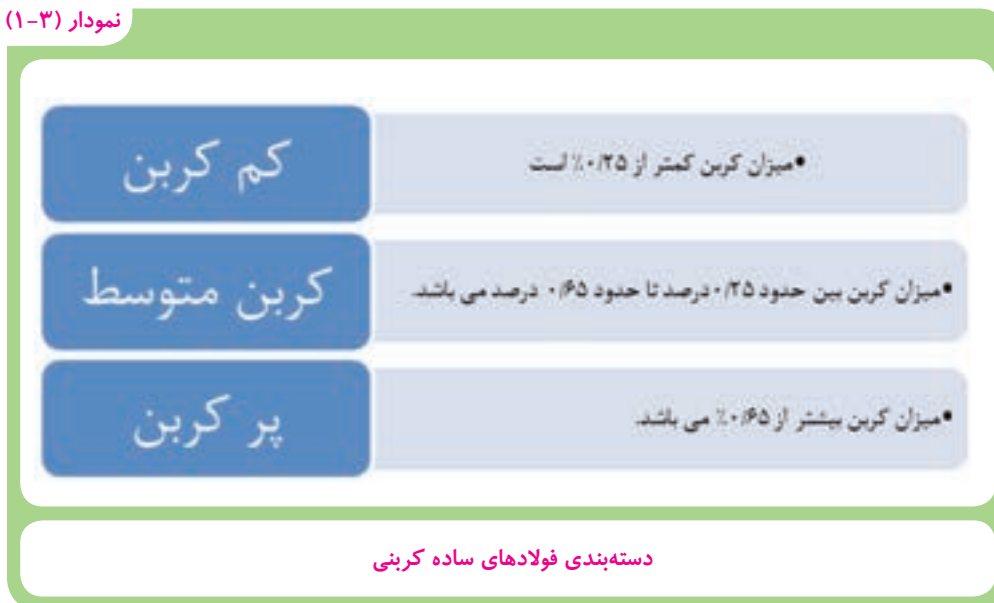 نمودار (۳-۱)
کم کربن
•میزان کربن کمتر از ۰/۲۵٪ است
کربن متوسط
•میزان کربن بین حدود ۰/۲۵ درصد تا حدود ۰/۶۵ درصد می باشد.
پر کربن
•میزان کربن بیشتر از ۰/۶۵٪ می باشد.
دسته‌بندی فولادهای ساده کربنی